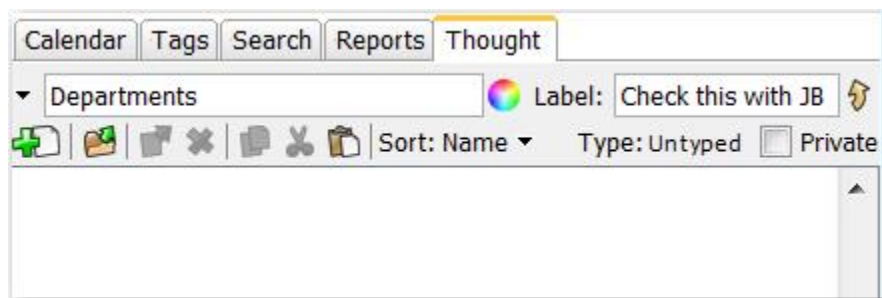 Calendar Tags Search Reports Thought
Departments Label: Check this with JB
Sort: Name Type: Untyped Private